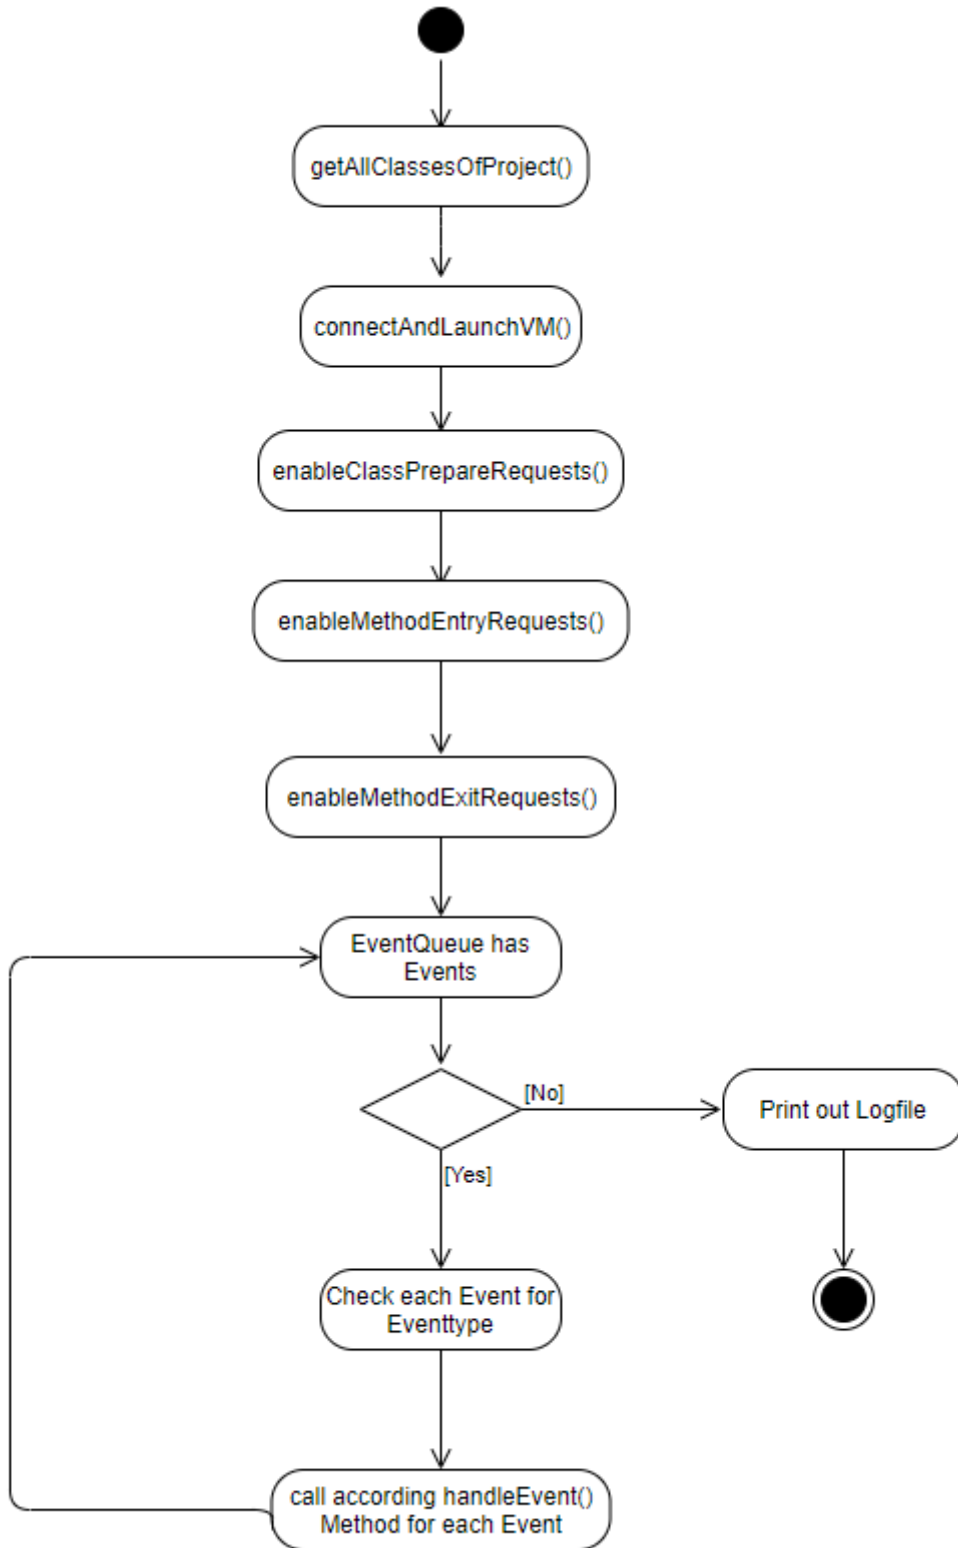 getAllClassesOfProject()
connectAndLaunchVM()
enableClassPrepareRequests()
enableMethodEntryRequests()
enableMethodExitRequests()
EventQueue has
Events
[No]
Print out Logfile
[Yes]
Check each Event for
Eventtype
call according handleEvent()
Method for each Event